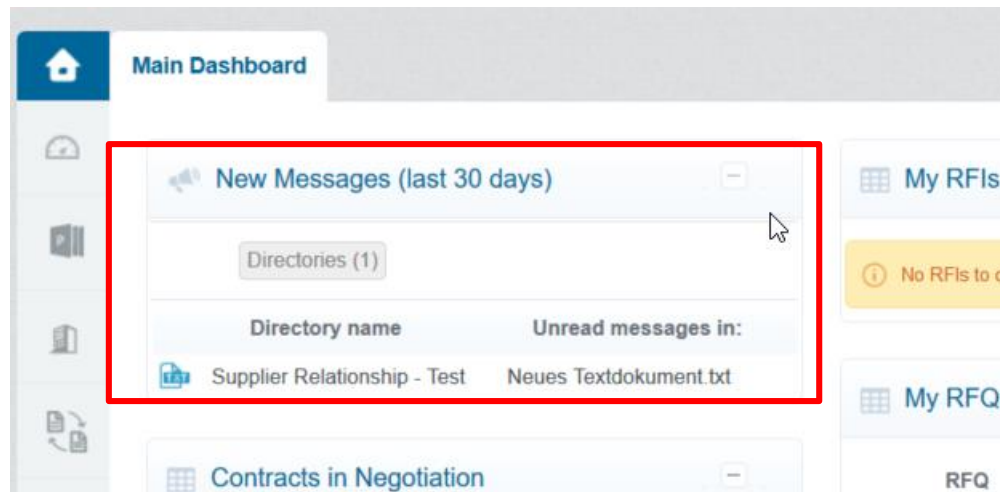 Main Dashboard
New Messages (last 30 days)
Directories (1)
Directory name Unread messages in:
TXT Supplier Relationship - Test Neues Textdokument.txt
Contracts in Negotiation
My RFIs
No RFIs to
My RFQ
RFQ